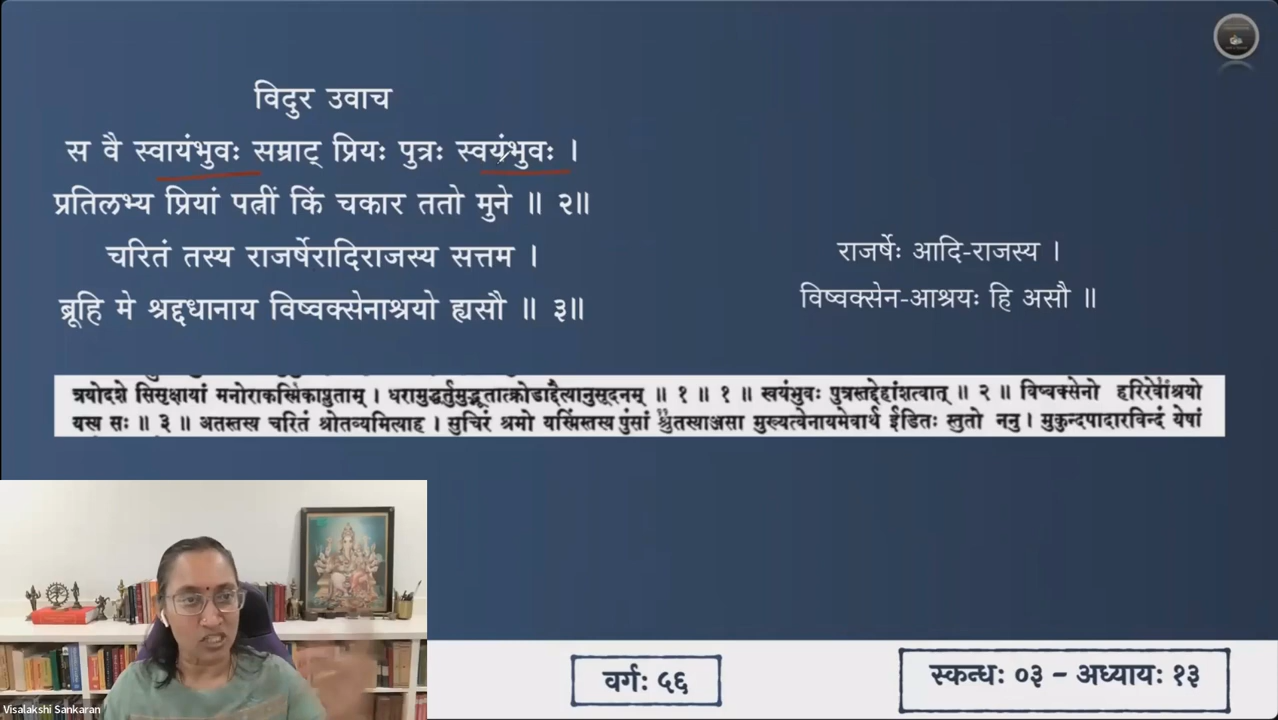 विदुर उवाच
स वै स्वायंभुवः सम्राट् प्रियः पुत्रः स्वयंभुवः ।
प्रतिलभ्य प्रियां पत्नीं किं चकार ततो मुने ॥ २॥
चरितं तस्य राजर्षेरादिराजस्य सत्तम ।
ब्रूहि मे श्रद्दधानाय विष्वक्सेनाश्रयो ह्यसौ ॥ ३॥
राजर्षेः आदि-राजस्य ।
विष्वक्सेन-आश्रयः हि असौ ॥
त्रयोदशे सिसृक्षायां मनोराकस्मिकाप्लुताम् । धरामुद्धर्तुमुद्भूतात्क्रोडाद्दैत्यानुसूदनम् ॥ १ ॥ १ ॥ स्वयंभुवः पुत्रस्तद्देहांशत्वात् ॥ २ ॥ विष्वक्सेनो हरिरेवाश्रयो
यस्य सः ॥ ३ ॥ अतस्तस्य चरितं श्रोतव्यमित्याह । सुचिरं श्रमो यस्मिंस्तस्य पुंसां श्रुतस्याञ्जसा मुख्यत्वेनायमेवार्थ ईडितः स्तुतो ननु । मुकुन्दपादारविन्दं येषां
Visalakshi Sankaran
वर्गः ५६
स्कन्धः ०३ – अध्यायः १३